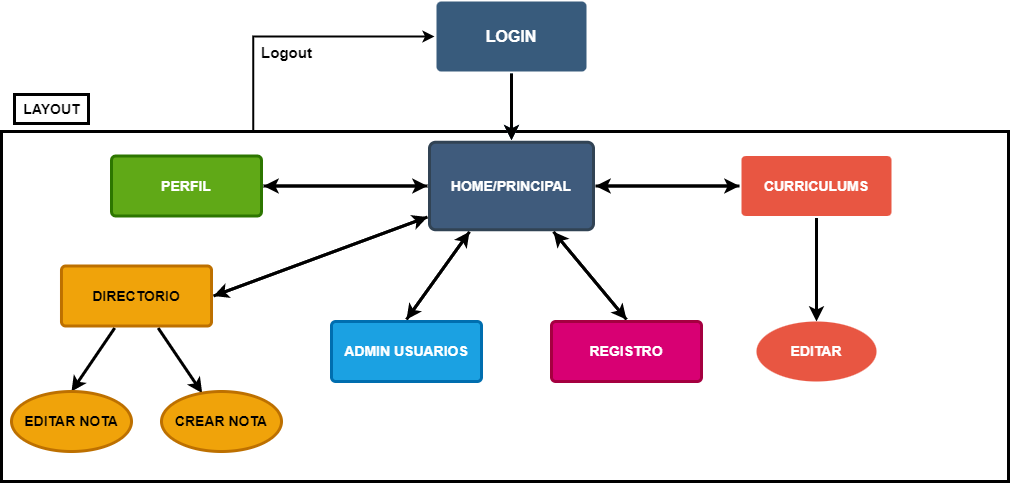 LOGIN
Logout
LAYOUT
PERFIL
HOME/PRINCIPAL
CURRICULUMS
DIRECTORIO
ADMIN USUARIOS
REGISTRO
EDITAR
EDITAR NOTA
CREAR NOTA